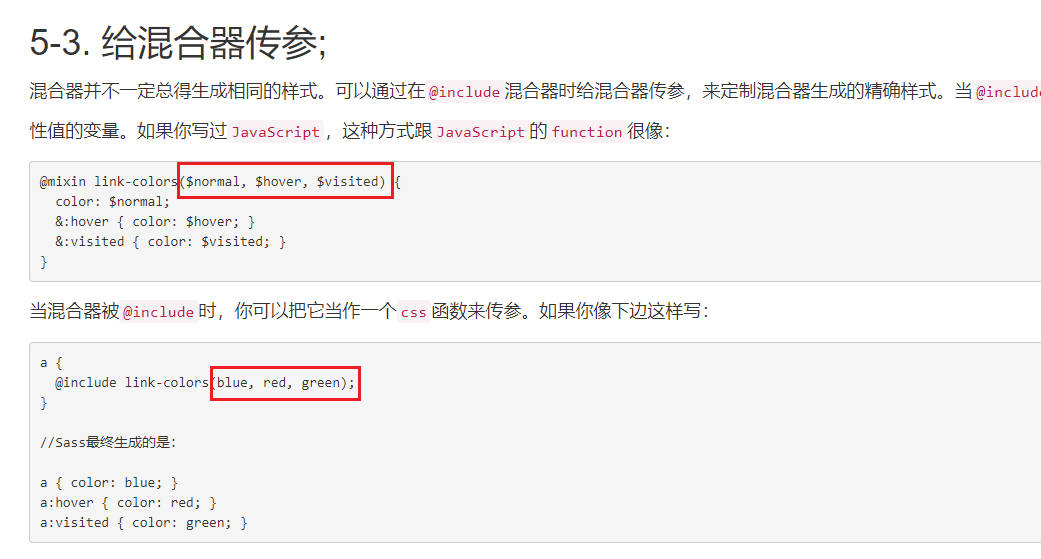 5-3. 给混合器传参;
混合器并不一定总得生成相同的样式。可以通过在 @include 混合器时给混合器传参，来定制混合器生成的精确样式。当 @include
性值的变量。如果你写过 JavaScript ，这种方式跟 JavaScript 的 function 很像：
@mixin link-colors($normal, $hover, $visited) {
color: $normal;
&:hover { color: $hover; }
&:visited { color: $visited; }
}
当混合器被 @include 时，你可以把它当作一个 css 函数来传参。如果你像下边这样写：
a {
@include link-colors(blue, red, green);
}
//Sass最终生成的是：
a { color: blue; }
a:hover { color: red; }
a:visited { color: green; }